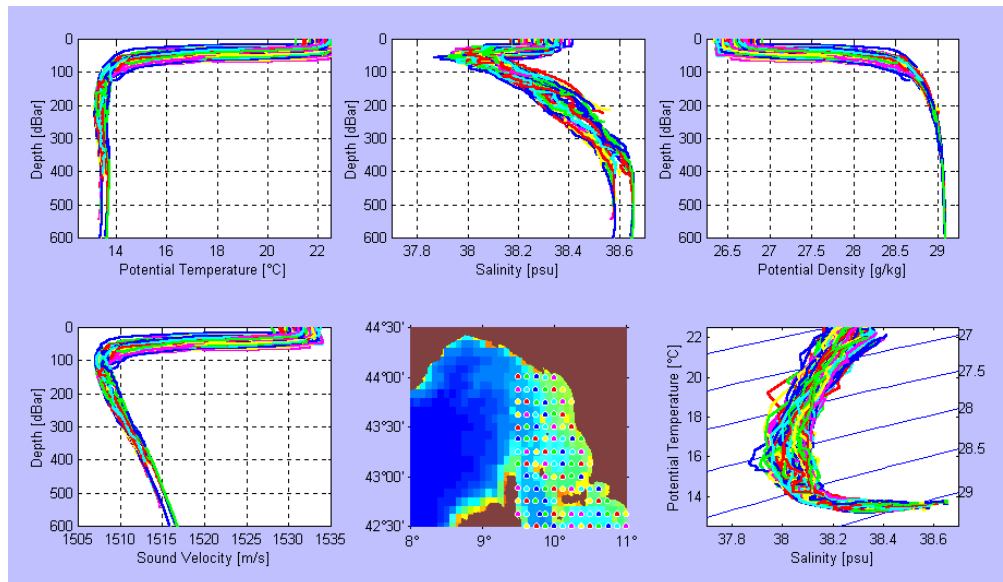 0
100
200
300
400
500
600
Depth [dBar]
14 16 18 20 22
Potential Temperature [°C]
0
100
200
300
400
500
600
Depth [dBar]
37.8 38 38.2 38.4 38.6
Salinity [psu]
0
100
200
300
400
500
600
Depth [dBar]
26.5 27 27.5 28 28.5 29
Potential Density [g/kg]
0
100
200
300
400
500
600
Depth [dBar]
1505 1510 1515 1520 1525 1530 1535
Sound Velocity [m/s]
44°30'
44°00'
43°30'
43°00'
42°30'
8° 9° 10° 11°
22
20
18
16
14
Potential Temperature [°C]
27
27.5
28
28.5
29
37.8 38 38.2 38.4 38.6
Salinity [psu]